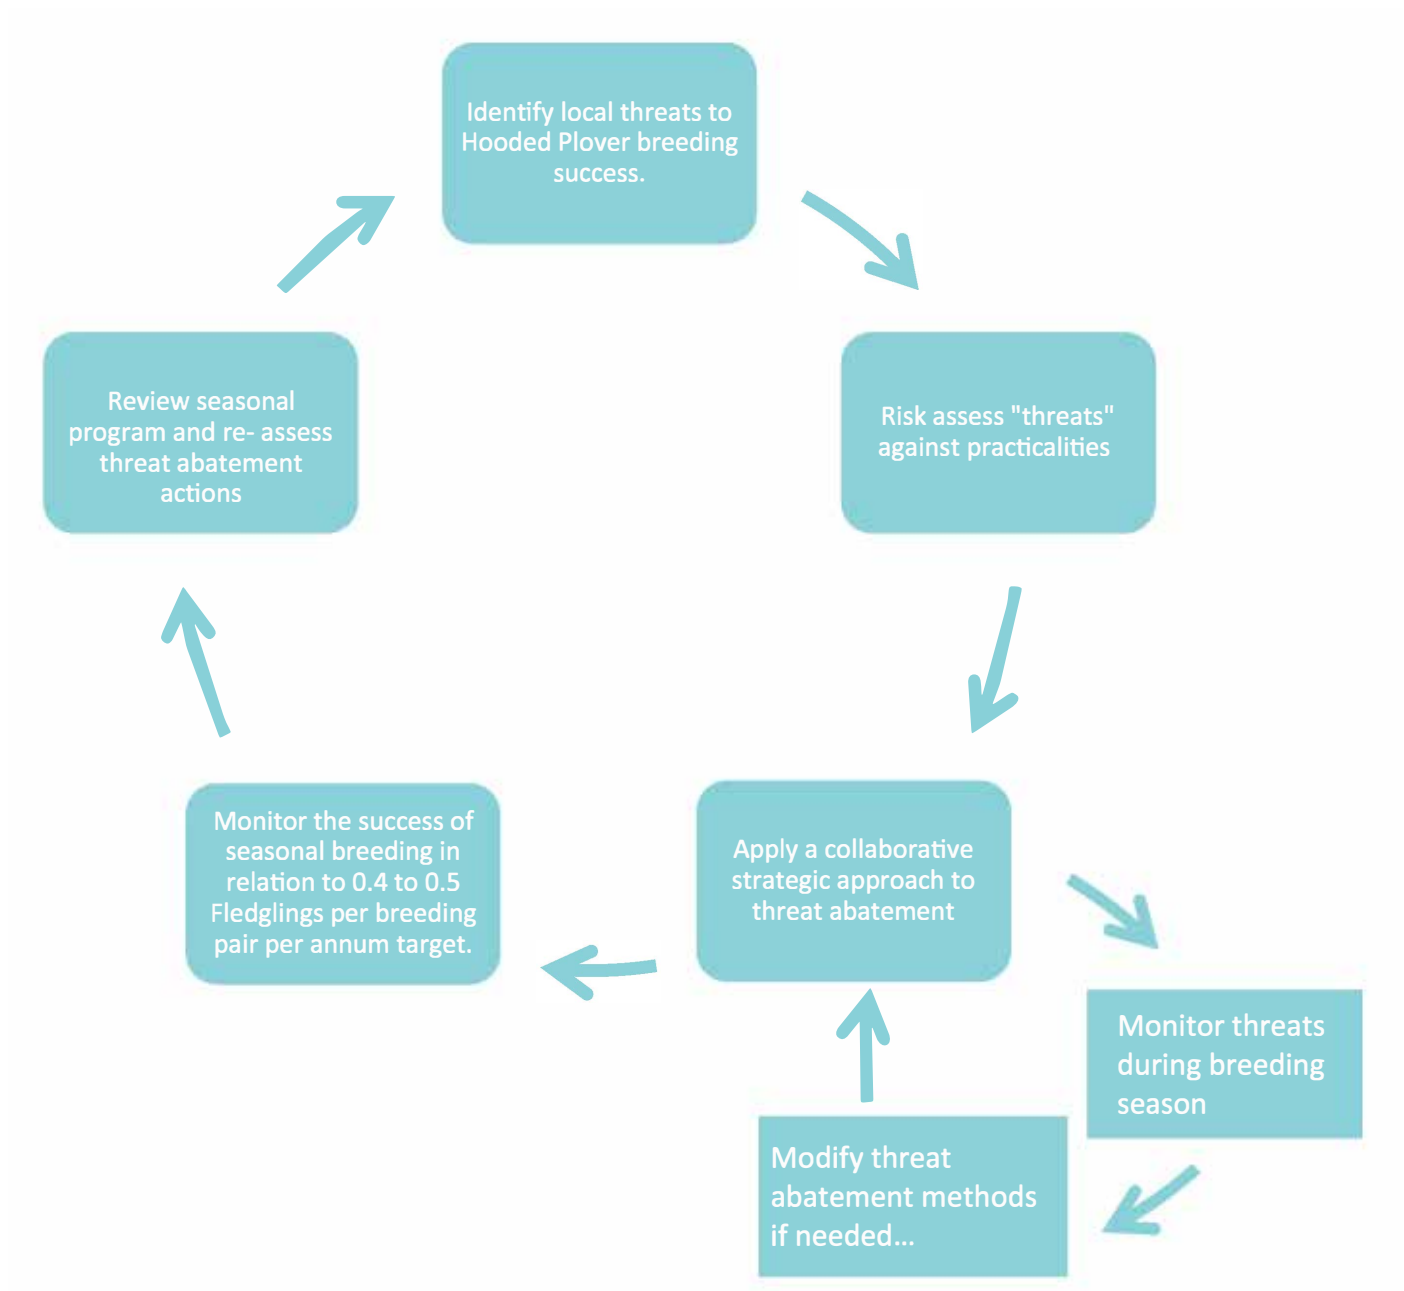 Identify local threats to
Hooded Plover breeding
success.
Risk assess "threats"
against practicalities
Apply a collaborative
strategic approach to
threat abatement
Monitor threats
during breeding
season
Modify threat
abatement methods
if needed...
Monitor the success of
seasonal breeding in
relation to 0.4 to 0.5
Fledglings per breeding
pair per annum target.
Review seasonal
program and re- assess
threat abatement
actions